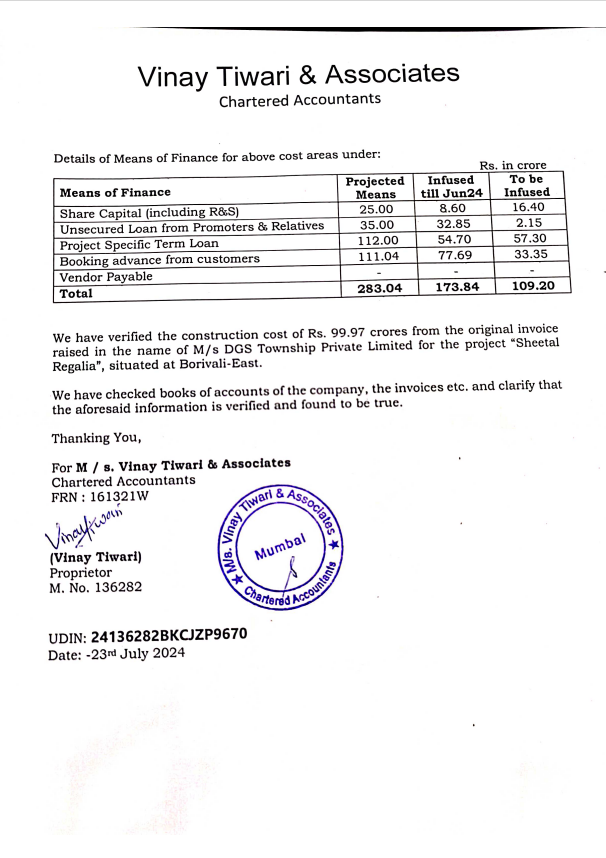 Vinay Tiwari & Associates
Chartered Accountants
Details of Means of Finance for above cost areas under:
Rs. in crore
Means of Finance Projected Means Infused till Jun24 To be Infused
Share Capital (including R&S) 25.00 8.60 16.40
Unsecured Loan from Promoters & Relatives 35.00 32.85 2.15
Project Specific Term Loan 112.00 54.70 57.30
Booking advance from customers 111.04 77.69 33.35
Vendor Payable - - -
Total 283.04 173.84 109.20
We have verified the construction cost of Rs. 99.97 crores from the original invoice
raised in the name of M/s DGS Township Private Limited for the project “Sheetal
Regalia”, situated at Borivali-East.
We have checked books of accounts of the company, the invoices etc. and clarify that
the aforesaid information is verified and found to be true.
Thanking You,
For M / s. Vinay Tiwari & Associates
Chartered Accountants
FRN : 161321W
VinayTiwari
(Vinay Tiwari)
Proprietor
M. No. 136282
M/s. Vinay Tiwari & Associates
Mumbai
★ Chartered Accountants ★
UDIN: 24136282BKCJZP9670
Date: -23rd July 2024